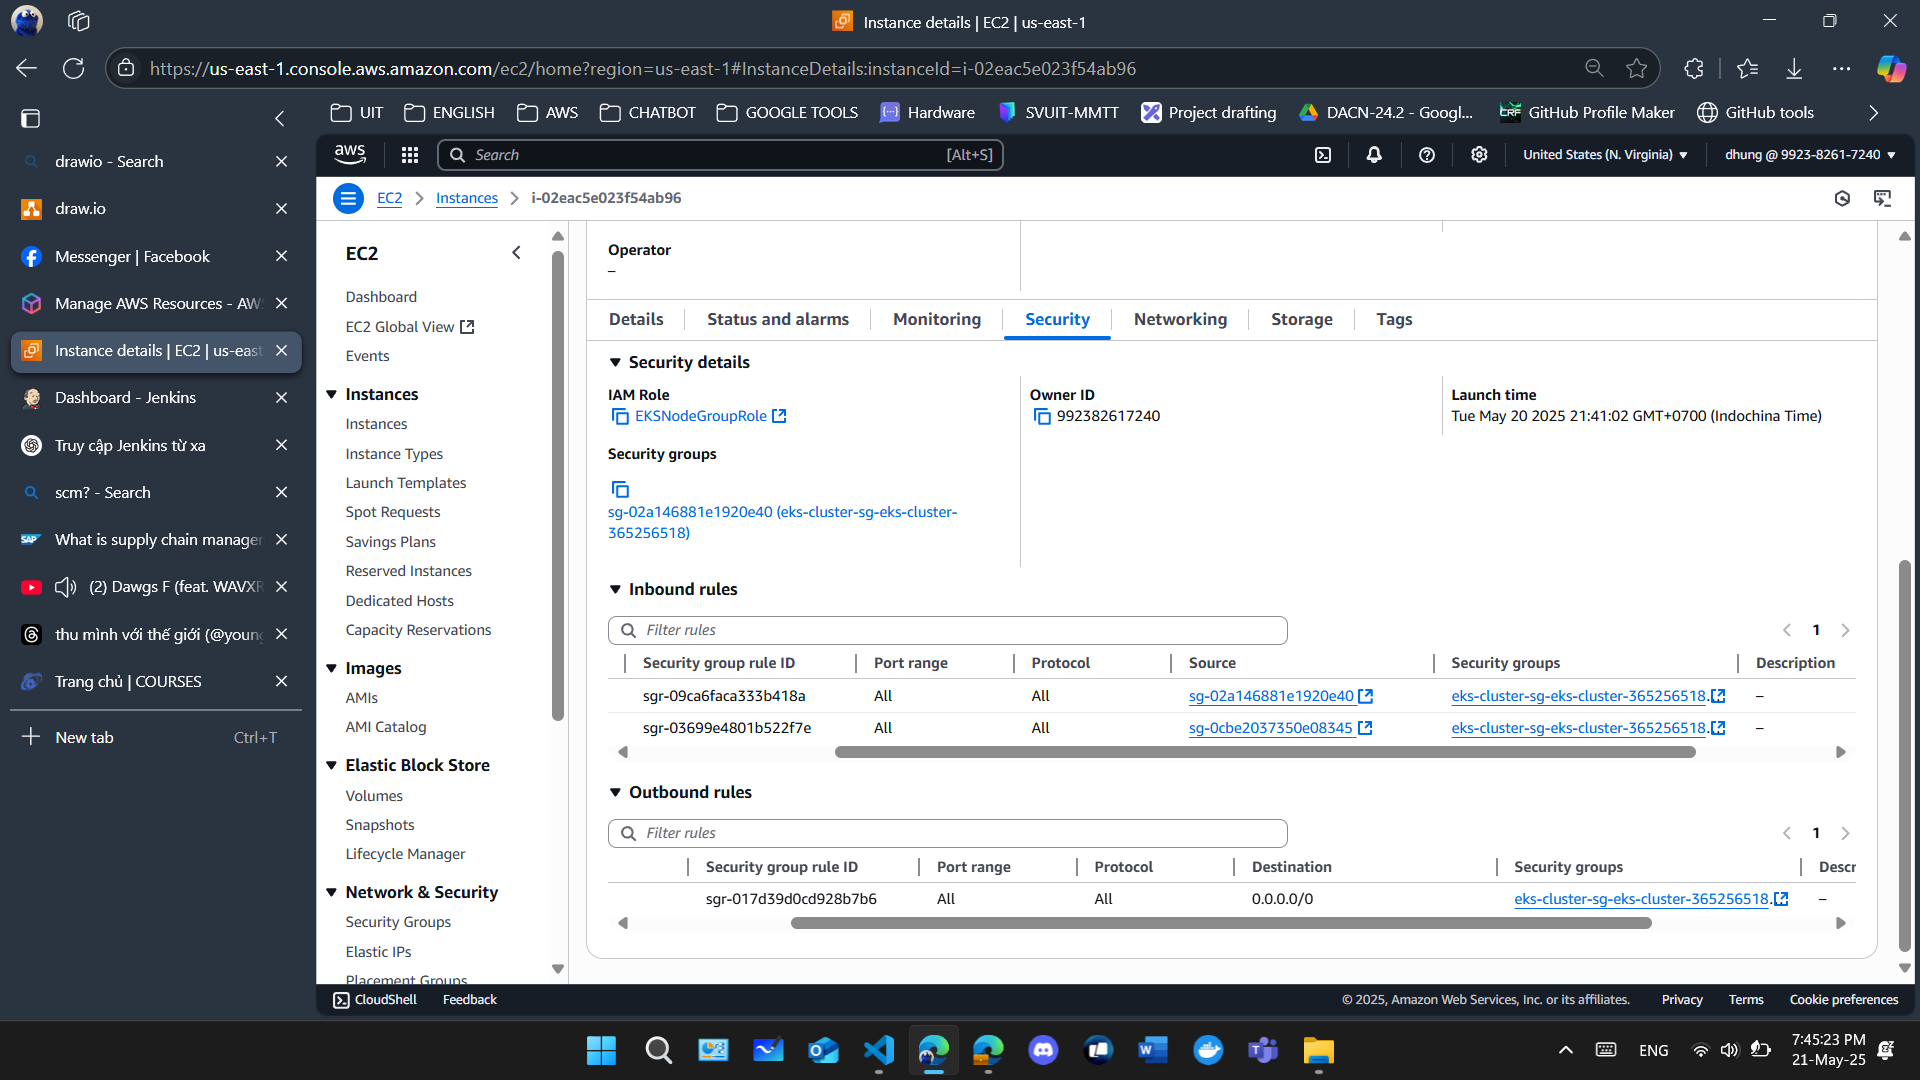 Instance details | EC2 | us-east-1
https://us-east-1.console.aws.amazon.com/ec2/home?region=us-east-1#InstanceDetails:instanceId=i-02eac5e023f54ab96
UIT
ENGLISH
AWS
CHATBOT
GOOGLE TOOLS
Hardware
SVUIT-MMTT
Project drafting
DACN-24.2 - Googl...
GitHub Profile Maker
GitHub tools
drawio - Search
draw.io
Messenger | Facebook
Manage AWS Resources - AWS
Instance details | EC2 | us-east
Dashboard - Jenkins
Truy cập Jenkins từ xa
scm? - Search
What is supply chain manager
(2) Dawgs F (feat. WAVXR
thu mình với thế giới (@young
Trang chủ | COURSES
New tab Ctrl+T
aws
Search [Alt+S]
United States (N. Virginia)
dhung @ 9923-8261-7240
EC2 Instances i-02eac5e023f54ab96
EC2
Dashboard
EC2 Global View
Events
Instances
Instances
Instance Types
Launch Templates
Spot Requests
Savings Plans
Reserved Instances
Dedicated Hosts
Capacity Reservations
Images
AMIs
AMI Catalog
Elastic Block Store
Volumes
Snapshots
Lifecycle Manager
Network & Security
Security Groups
Elastic IPs
Placement Groups
Operator
–
Details Status and alarms Monitoring Security Networking Storage Tags
Security details
IAM Role
EKSNodeGroupRole
Owner ID
992382617240
Launch time
Tue May 20 2025 21:41:02 GMT+0700 (Indochina Time)
Security groups
sg-02a146881e1920e40 (eks-cluster-sg-eks-cluster-
365256518)
Inbound rules
Filter rules 1
Security group rule ID Port range Protocol Source Security groups Description
sgr-09ca6faca333b418a All All sg-02a146881e1920e40 eks-cluster-sg-eks-cluster-365256518. –
sgr-03699e4801b522f7e All All sg-0cbe2037350e08345 eks-cluster-sg-eks-cluster-365256518. –
Outbound rules
Filter rules 1
Security group rule ID Port range Protocol Destination Security groups Descr
sgr-017d39d0cd928b7b6 All All 0.0.0.0/0 eks-cluster-sg-eks-cluster-365256518. –
CloudShell Feedback © 2025, Amazon Web Services, Inc. or its affiliates. Privacy Terms Cookie preferences
ENG
7:45:23 PM
21-May-25